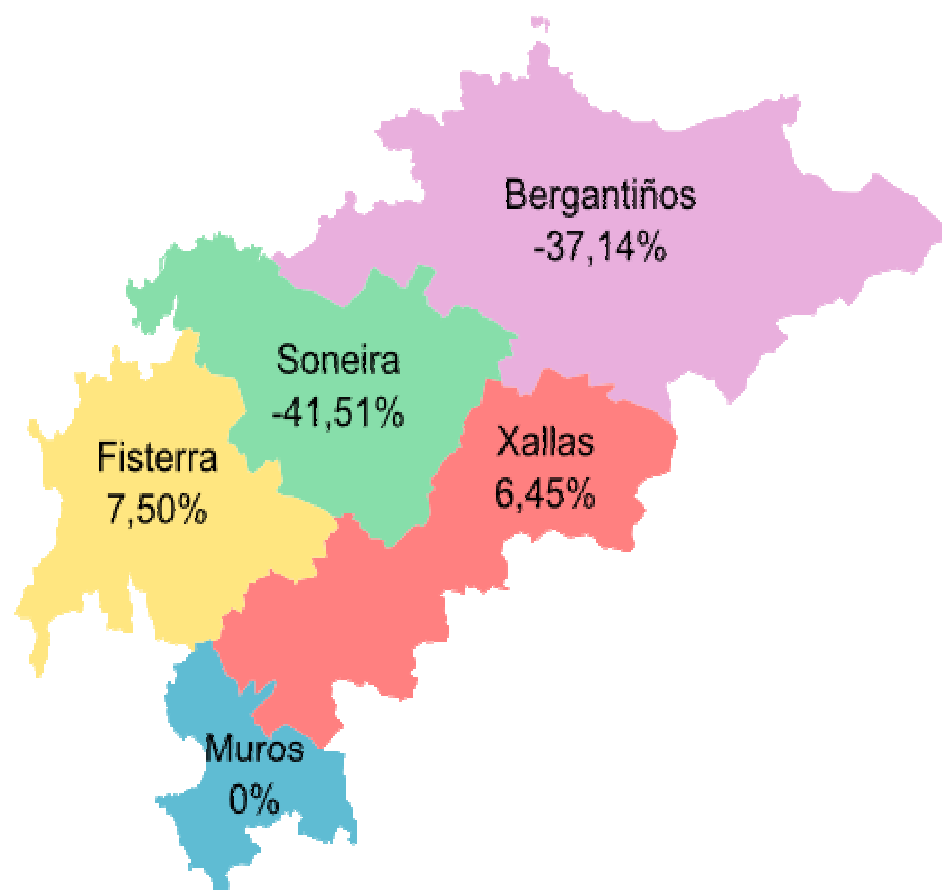 Bergantiños
-37,14%
Soneira
-41,51%
Xallas
6,45%
Fisterra
7,50%
Muros
0%